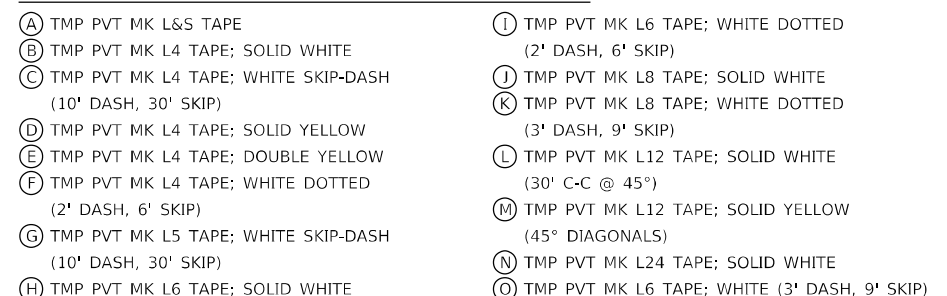 A TMP PVT MK L&S TAPE
B TMP PVT MK L4 TAPE; SOLID WHITE
C TMP PVT MK L4 TAPE; WHITE SKIP-DASH
(10' DASH, 30' SKIP)
D TMP PVT MK L4 TAPE; SOLID YELLOW
E TMP PVT MK L4 TAPE; DOUBLE YELLOW
F TMP PVT MK L4 TAPE; WHITE DOTTED
(2' DASH, 6' SKIP)
G TMP PVT MK L5 TAPE; WHITE SKIP-DASH
(10' DASH, 30' SKIP)
H TMP PVT MK L6 TAPE; SOLID WHITE
I TMP PVT MK L6 TAPE; WHITE DOTTED
(2' DASH, 6' SKIP)
J TMP PVT MK L8 TAPE; SOLID WHITE
K TMP PVT MK L8 TAPE; WHITE DOTTED
(3' DASH, 9' SKIP)
L TMP PVT MK L12 TAPE; SOLID WHITE
(30' C-C @ 45°)
M TMP PVT MK L12 TAPE; SOLID YELLOW
(45° DIAGONALS)
N TMP PVT MK L24 TAPE; SOLID WHITE
O TMP PVT MK L6 TAPE; WHITE (3' DASH, 9' SKIP)